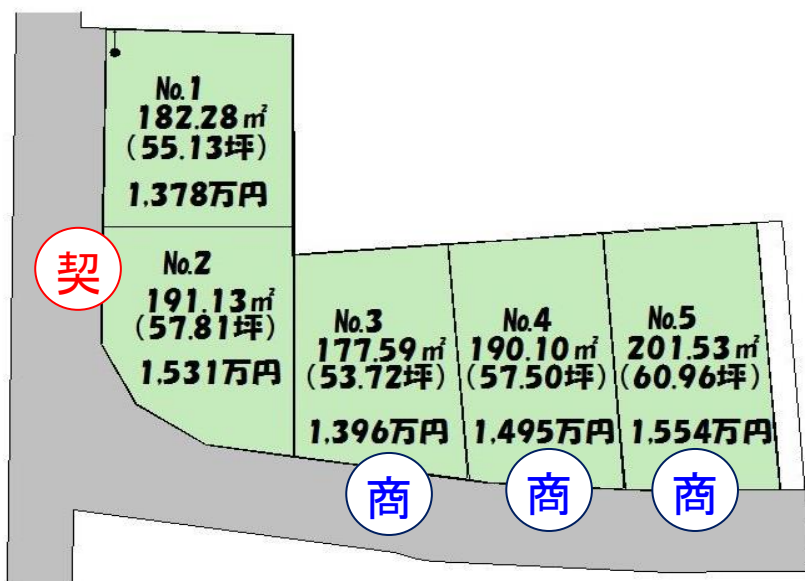 No.1
182.28㎡
(55.13坪)
1,378万円
契
No.2
191.13㎡
(57.81坪)
1,531万円
No.3
177.59㎡
(53.72坪)
1,396万円
商
No.4
190.10㎡
(57.50坪)
1,495万円
商
No.5
201.53㎡
(60.96坪)
1,554万円
商